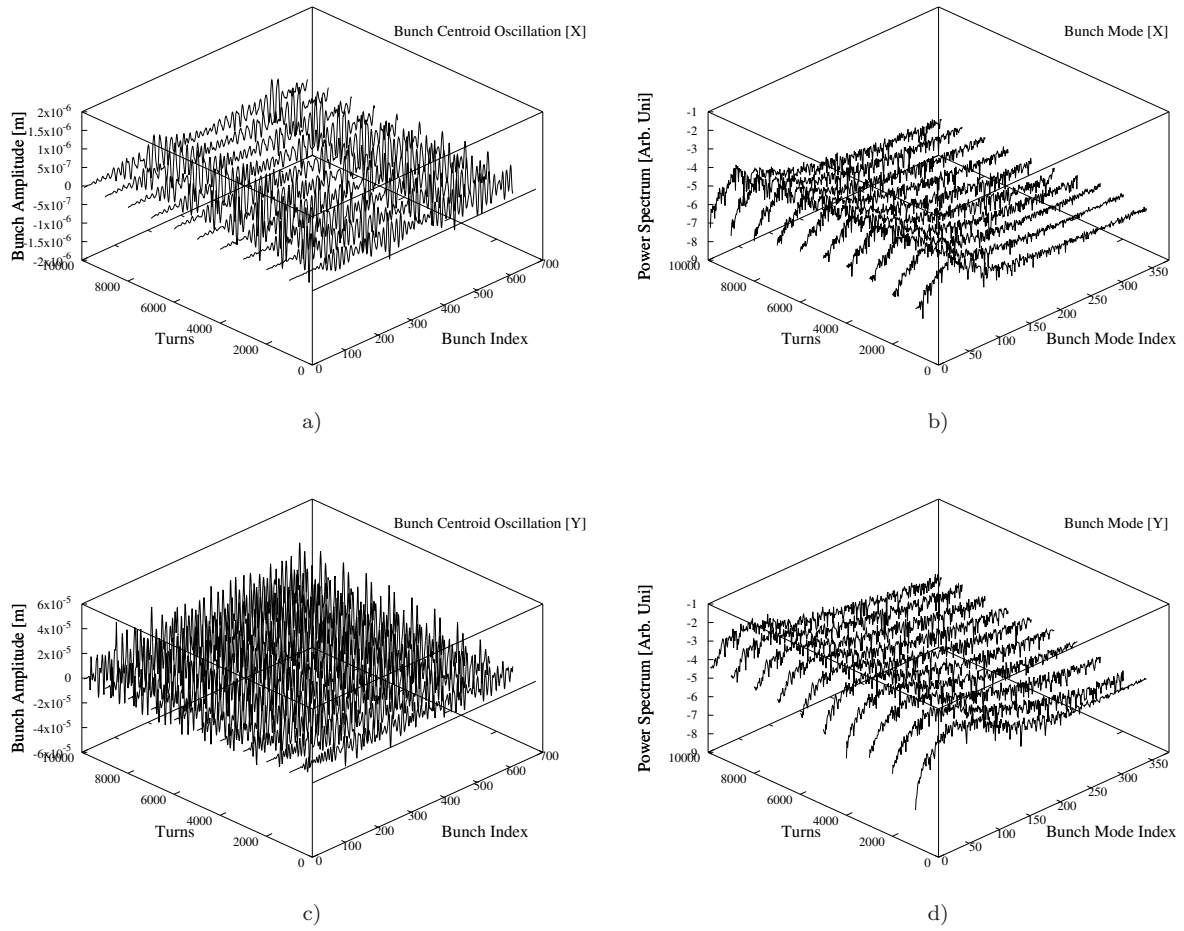 Bunch Centroid Oscillation [X]
Bunch Amplitude [m]
2x10⁻⁶
1.5x10⁻⁶
1x10⁻⁶
5x10⁻⁷
0
-5x10⁻⁷
-1x10⁻⁶
-1.5x10⁻⁶
-2x10⁻⁶
10000
8000
6000
4000
2000
0
Turns
0
100
200
300
400
500
600
700
Bunch Index
a)
Bunch Mode [X]
Power Spectrum [Arb. Uni]
-1
-2
-3
-4
-5
-6
-7
-8
-9
10000
8000
6000
4000
2000
0
Turns
0
50
100
150
200
250
300
350
Bunch Mode Index
b)
Bunch Centroid Oscillation [Y]
Bunch Amplitude [m]
6x10⁻⁵
4x10⁻⁵
2x10⁻⁵
0
-2x10⁻⁵
-4x10⁻⁵
-6x10⁻⁵
10000
8000
6000
4000
2000
0
Turns
0
100
200
300
400
500
600
700
Bunch Index
c)
Bunch Mode [Y]
Power Spectrum [Arb. Uni]
-1
-2
-3
-4
-5
-6
-7
-8
-9
10000
8000
6000
4000
2000
0
Turns
0
50
100
150
200
250
300
350
Bunch Mode Index
d)